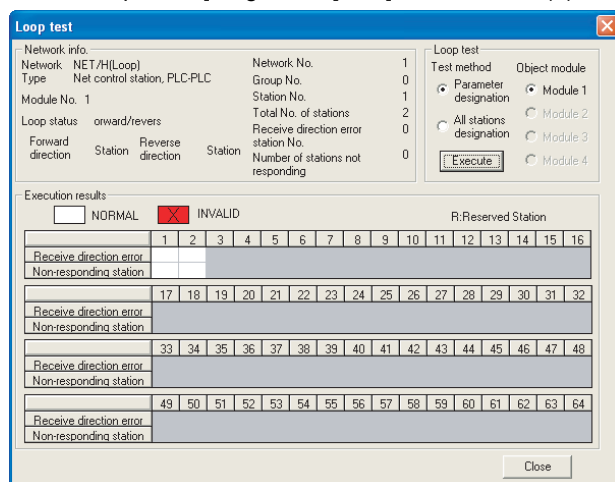 Loop test
Network info.
Network NET/H(Loop)
Type Net control station, PLC-PLC
Module No. 1
Loop status orward/revers
Forward direction Station Reverse direction Station
Network No. 1
Group No. 0
Station No. 1
Total No. of stations 2
Receive direction error station No. 0
Number of stations not responding 0
Loop test
Test method Object module
Parameter designation Module 1
Module 2
All stations designation Module 3
Execute Module 4
Execution results
NORMAL X INVALID R:Reserved Station
1 2 3 4 5 6 7 8 9 10 11 12 13 14 15 16
Receive direction error
Non-responding station
17 18 19 20 21 22 23 24 25 26 27 28 29 30 31 32
Receive direction error
Non-responding station
33 34 35 36 37 38 39 40 41 42 43 44 45 46 47 48
Receive direction error
Non-responding station
49 50 51 52 53 54 55 56 57 58 59 60 61 62 63 64
Receive direction error
Non-responding station
Close